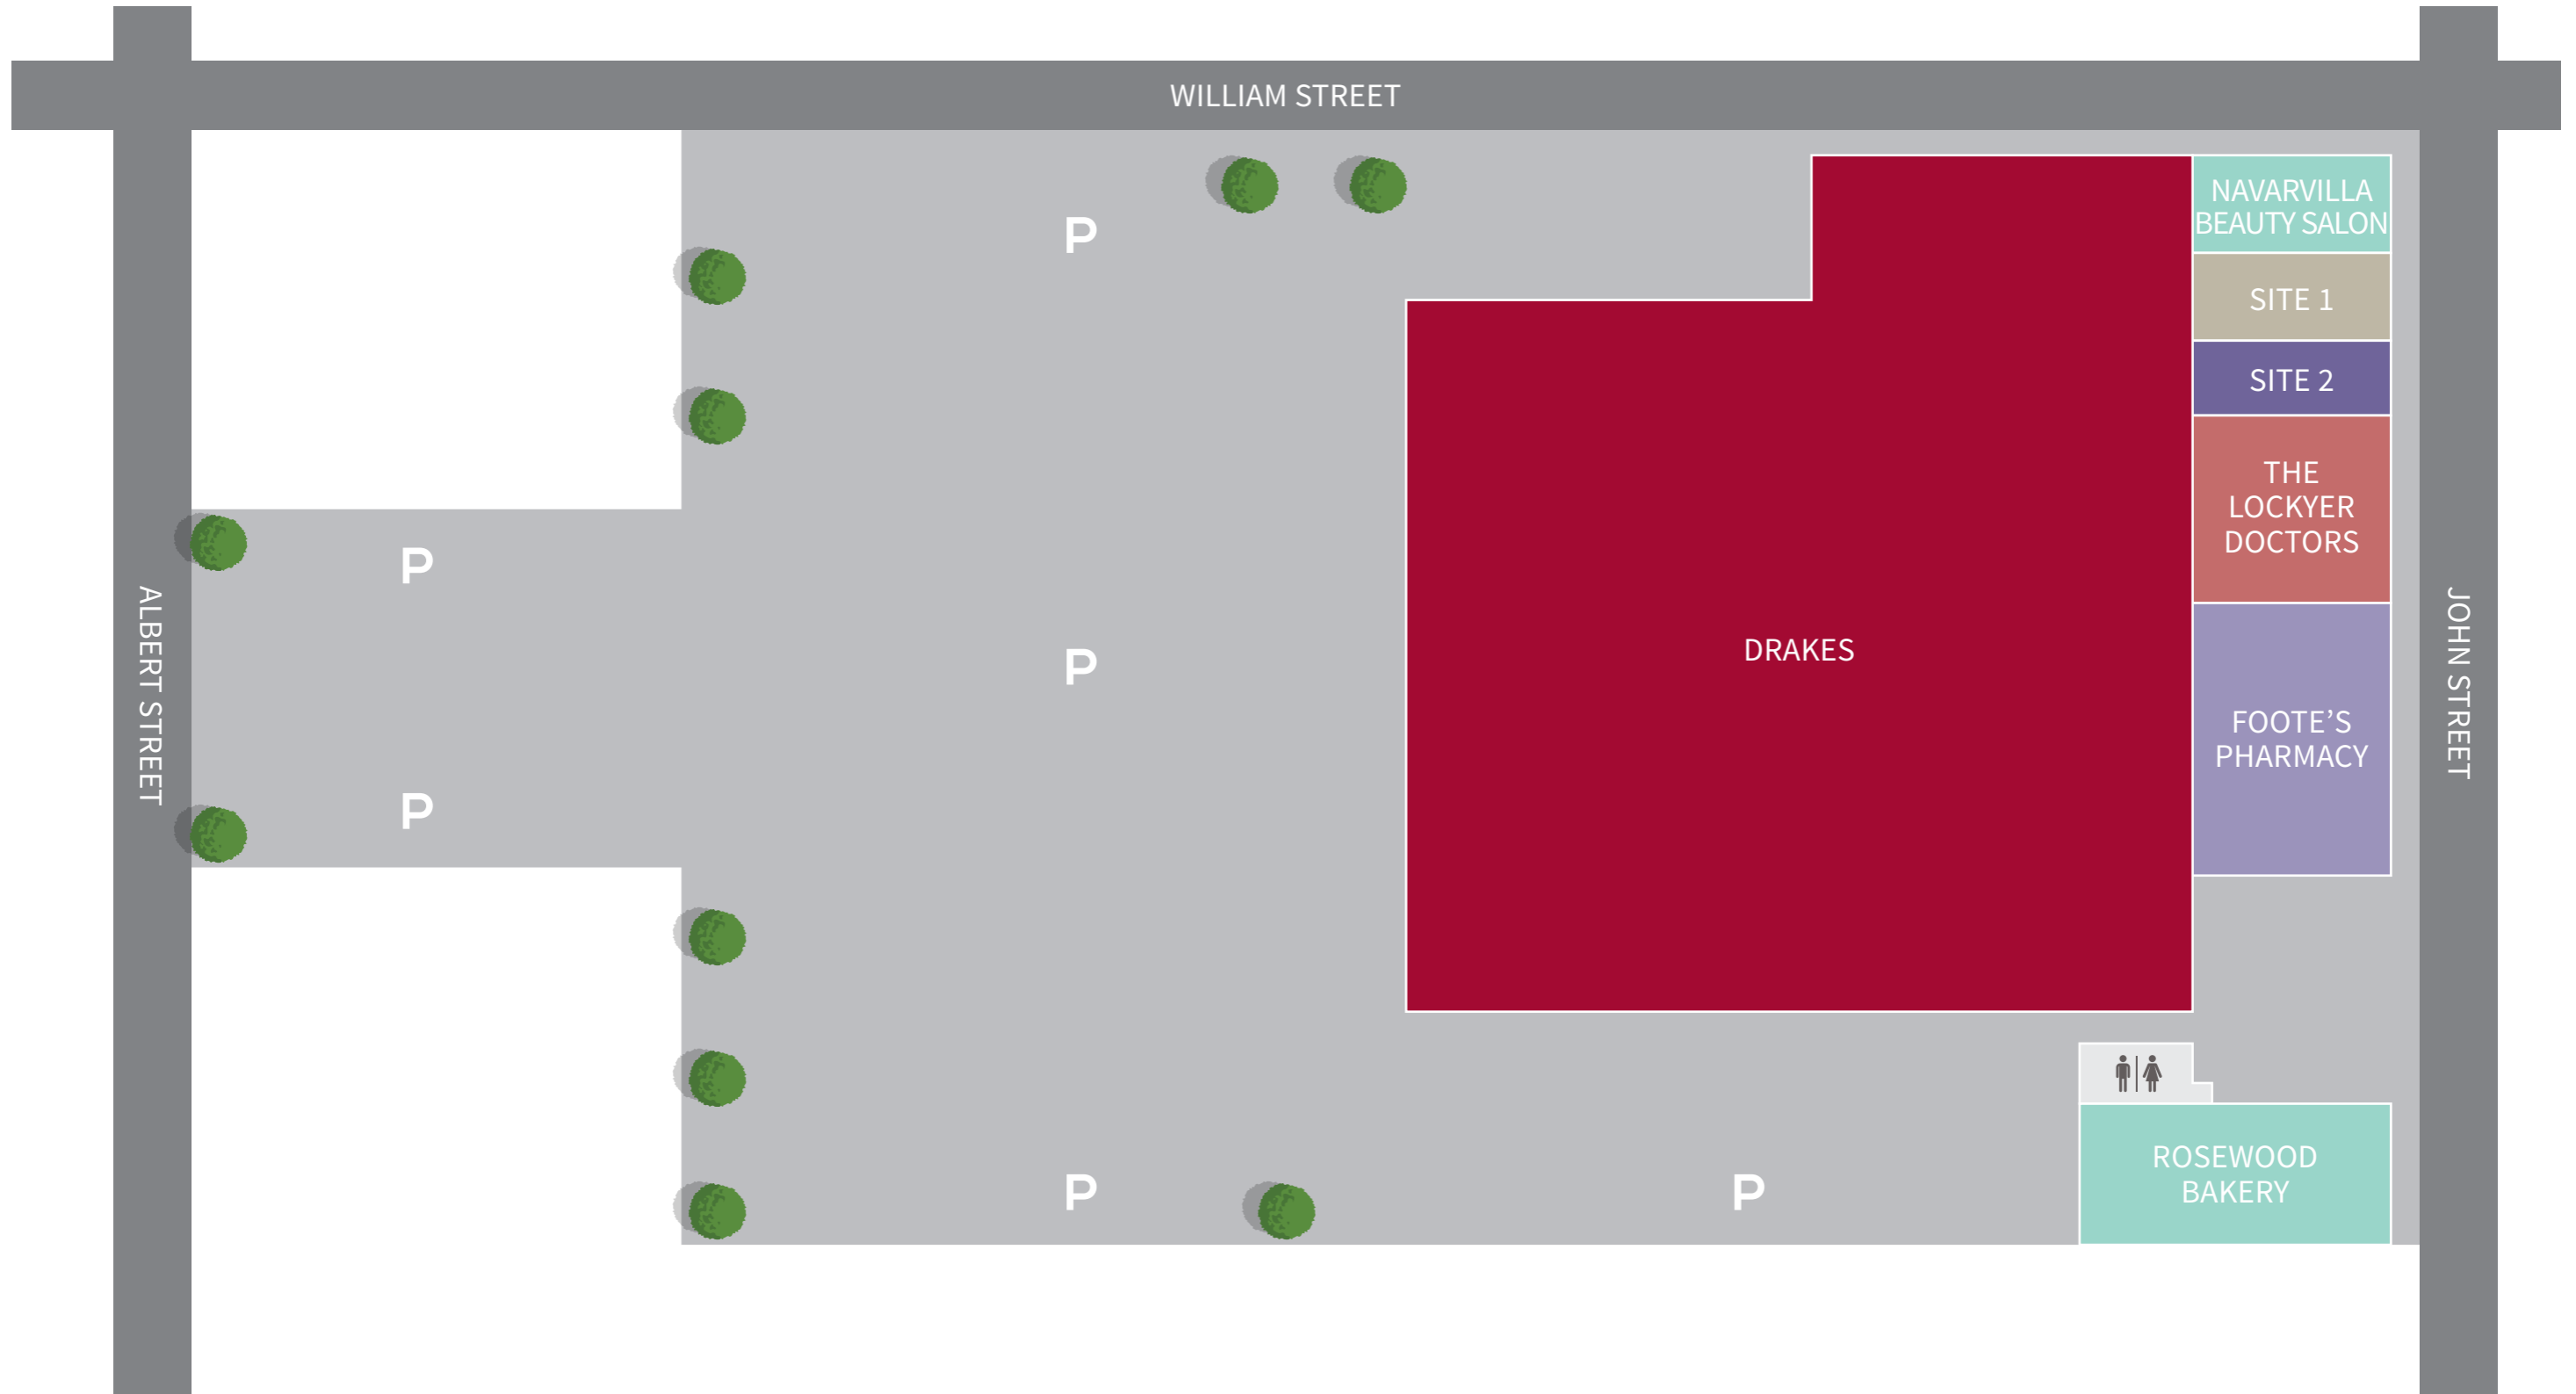 WILLIAM STREET
NAVARVILLA
BEAUTY SALON
P
SITE 1
SITE 2
THE
LOCKYER
DOCTORS
P
ALBERT STREET
JOHN STREET
DRAKES
P
FOOTE’S
PHARMACY
P
ROSEWOOD
BAKERY
P
P